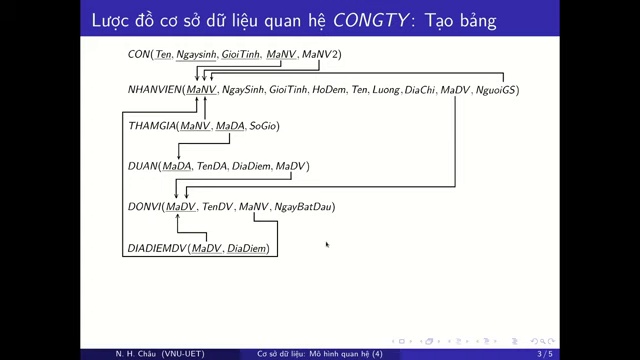 Lược đồ cơ sở dữ liệu quan hệ CONGTY: Tạo bảng
CON(Ten, Ngaysinh, GioiTinh, MaNV, MaNV2)
NHANVIEN(MaNV, NgaySinh, GioiTinh, HoDem, Ten, Luong, DiaChi, MaDV, NguoiGS)
THAMGIA(MaNV, MaDA, SoGio)
DUAN(MaDA, TenDA, DiaDiem, MaDV)
DONVI(MaDV, TenDV, MaNV, NgayBatDau)
DIADIEMDV(MaDV, DiaDiem)
N. H. Châu (VNU-UET) Cơ sở dữ liệu: Mô hình quan hệ (4) 3 / 5